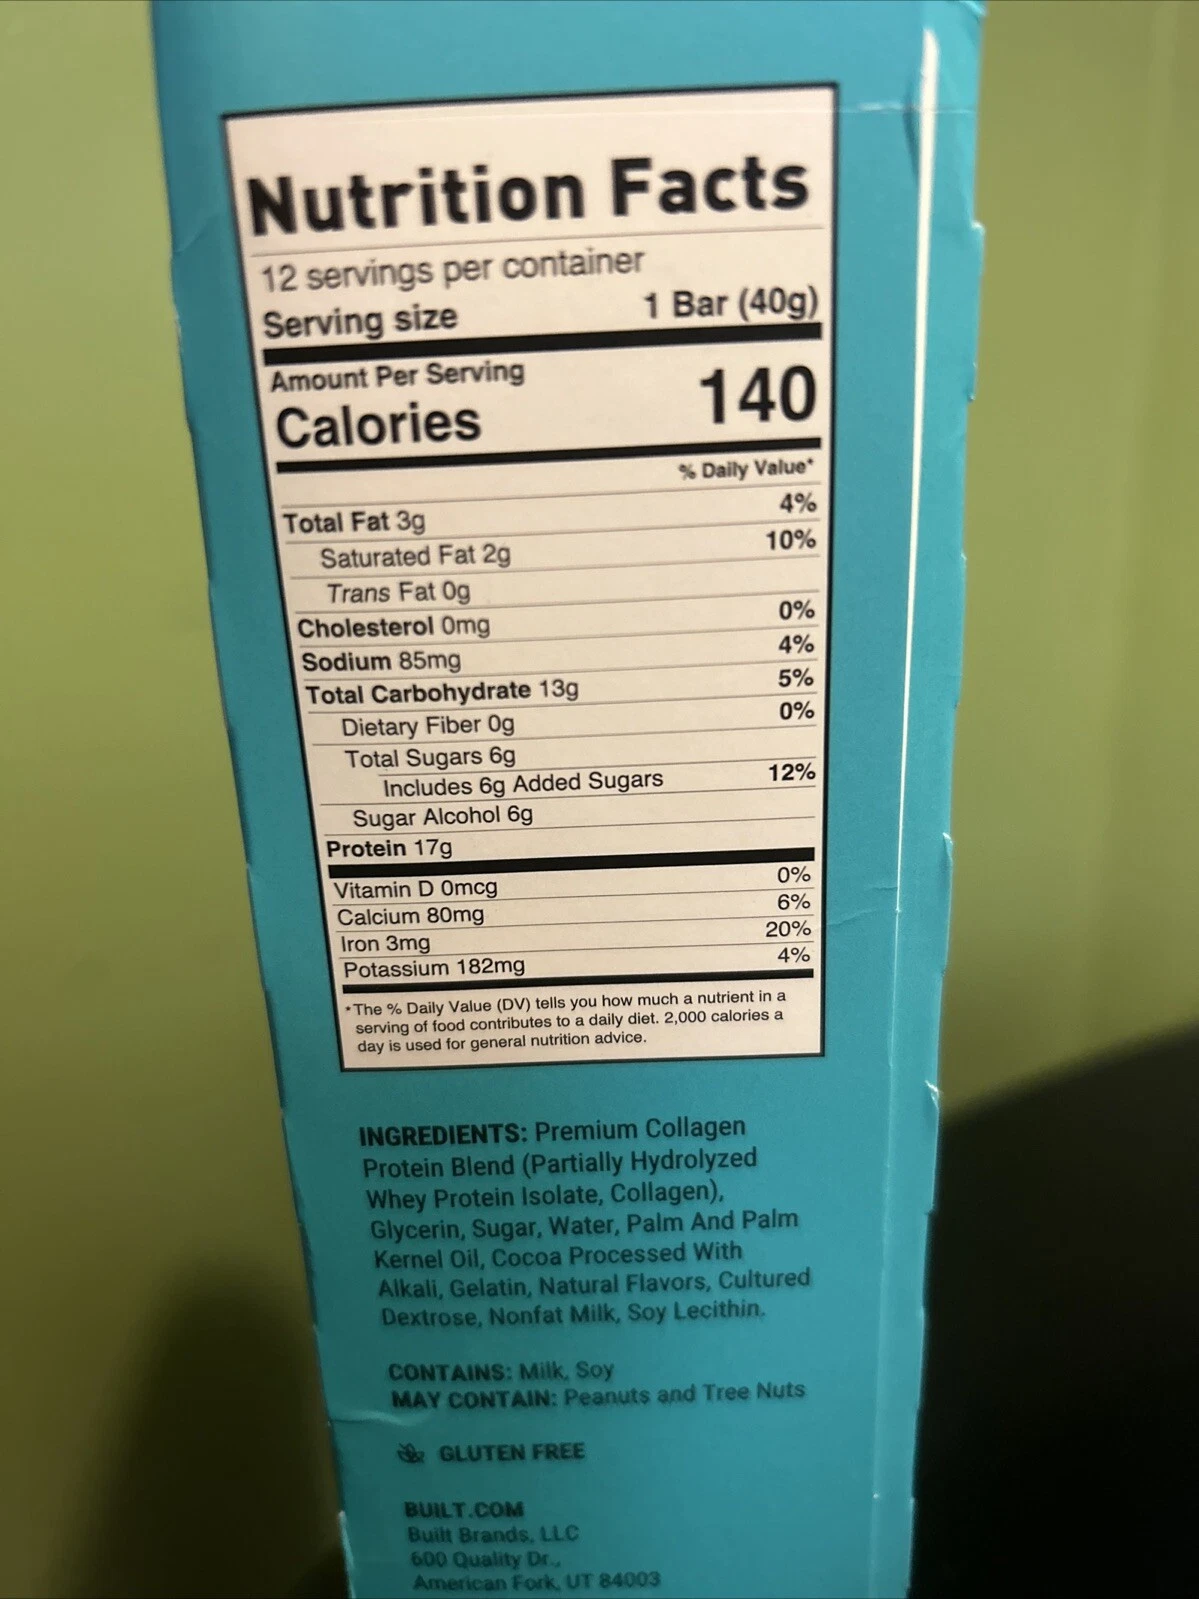 Nutrition Facts
12 servings per container
Serving size 1 Bar (40g)
Amount Per Serving
Calories 140
% Daily Value*
Total Fat 3g 4%
Saturated Fat 2g 10%
Trans Fat 0g
Cholesterol 0mg 0%
Sodium 85mg 4%
Total Carbohydrate 13g 5%
Dietary Fiber 0g 0%
Total Sugars 6g
Includes 6g Added Sugars 12%
Sugar Alcohol 6g
Protein 17g
Vitamin D 0mcg 0%
Calcium 80mg 6%
Iron 3mg 20%
Potassium 182mg 4%
*The % Daily Value (DV) tells you how much a nutrient in a
serving of food contributes to a daily diet. 2,000 calories a
day is used for general nutrition advice.
INGREDIENTS: Premium Collagen
Protein Blend (Partially Hydrolyzed
Whey Protein Isolate, Collagen),
Glycerin, Sugar, Water, Palm And Palm
Kernel Oil, Cocoa Processed With
Alkali, Gelatin, Natural Flavors, Cultured
Dextrose, Nonfat Milk, Soy Lecithin.
CONTAINS: Milk, Soy
MAY CONTAIN: Peanuts and Tree Nuts
GLUTEN FREE
BUILT.COM
Built Brands, LLC
600 Quality Dr.,
American Fork, UT 84003